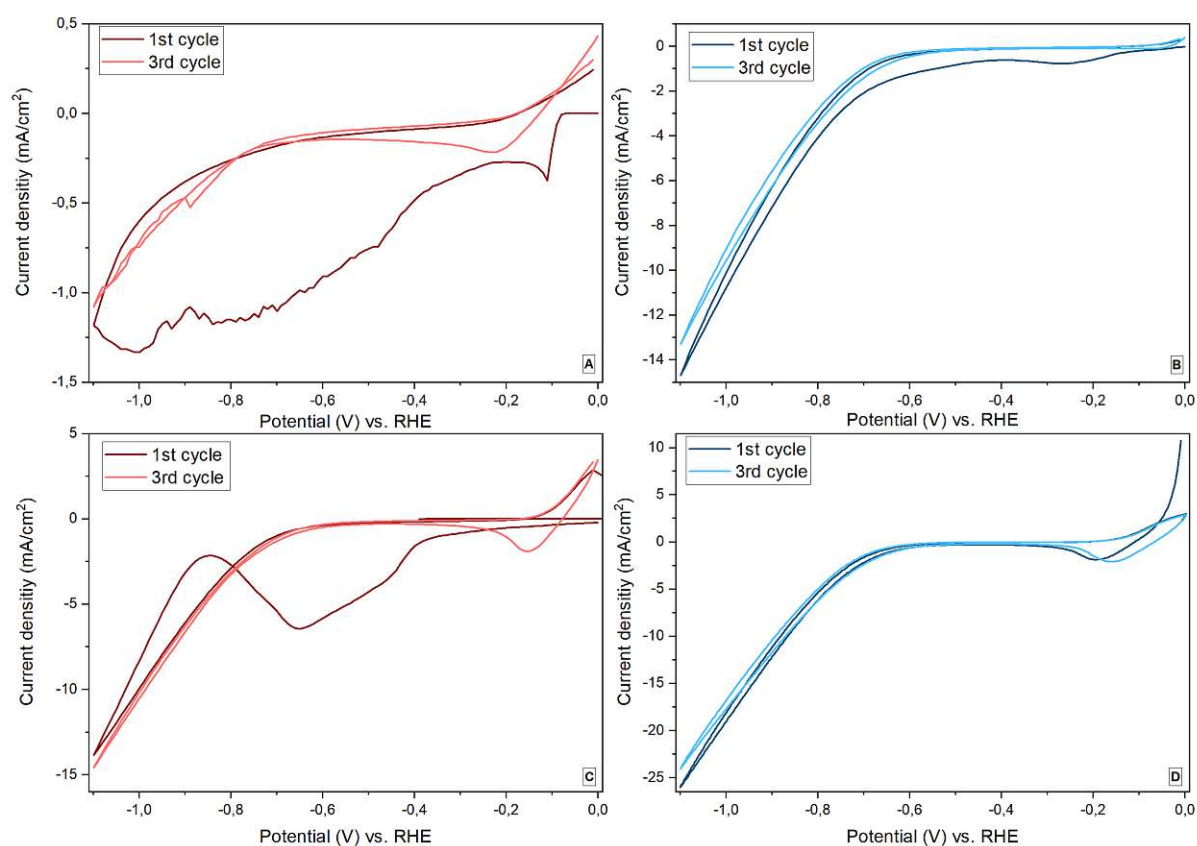 0,5
0,0
-0,5
-1,0
-1,5
Current densitiy (mA/cm²)
1st cycle
3rd cycle
A
-1,0 -0,8 -0,6 -0,4 -0,2 0,0
Potential (V) vs. RHE
0
-2
-4
-6
-8
-10
-12
-14
Current densitiy (mA/cm²)
1st cycle
3rd cycle
B
-1,0 -0,8 -0,6 -0,4 -0,2 0,0
Potential (V) vs. RHE
5
0
-5
-10
-15
Current densitiy (mA/cm²)
1st cycle
3rd cycle
C
-1,0 -0,8 -0,6 -0,4 -0,2 0,0
Potential (V) vs. RHE
10
5
0
-5
-10
-15
-20
-25
Current densitiy (mA/cm²)
1st cycle
3rd cycle
D
-1,0 -0,8 -0,6 -0,4 -0,2 0,0
Potential (V) vs. RHE